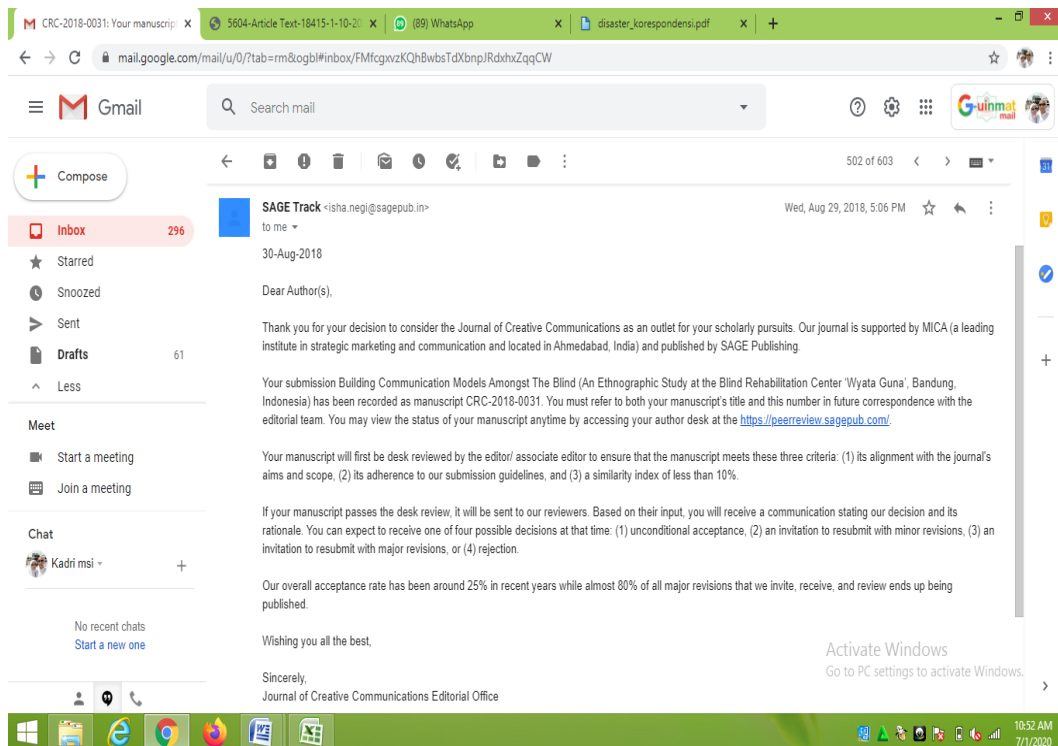 CRC-2018-0031: Your manuscript
5604-Article Text-18415-1-10-20
(89) WhatsApp
disaster_korespondensi.pdf
mail.google.com/mail/u/0/?tab=rm&ogbl#inbox/FMfcgxvzKQhBwbsTdXbnpJRdxhxZqqCW
Gmail
Search mail
G-uinmat
mail
Compose
502 of 603
31
Inbox 296
Starred
Snoozed
Sent
Drafts 61
Less
Meet
Start a meeting
Join a meeting
Chat
Kadri msi
No recent chats
Start a new one
SAGE Track <isha.negi@sagepub.in>
Wed, Aug 29, 2018, 5:06 PM
to me
30-Aug-2018
Dear Author(s),
Thank you for your decision to consider the Journal of Creative Communications as an outlet for your scholarly pursuits. Our journal is supported by MICA (a leading
institute in strategic marketing and communication and located in Ahmedabad, India) and published by SAGE Publishing.
Your submission Building Communication Models Amongst The Blind (An Ethnographic Study at the Blind Rehabilitation Center 'Wyata Guna', Bandung,
Indonesia) has been recorded as manuscript CRC-2018-0031. You must refer to both your manuscript's title and this number in future correspondence with the
editorial team. You may view the status of your manuscript anytime by accessing your author desk at the https://peerreview.sagepub.com/.
Your manuscript will first be desk reviewed by the editor/ associate editor to ensure that the manuscript meets these three criteria: (1) its alignment with the journal's
aims and scope, (2) its adherence to our submission guidelines, and (3) a similarity index of less than 10%.
If your manuscript passes the desk review, it will be sent to our reviewers. Based on their input, you will receive a communication stating our decision and its
rationale. You can expect to receive one of four possible decisions at that time: (1) unconditional acceptance, (2) an invitation to resubmit with minor revisions, (3) an
invitation to resubmit with major revisions, or (4) rejection.
Our overall acceptance rate has been around 25% in recent years while almost 80% of all major revisions that we invite, receive, and review ends up being
published.
Wishing you all the best,
Sincerely,
Journal of Creative Communications Editorial Office
Activate Windows
Go to PC settings to activate Windows.
10:52 AM
7/1/2020